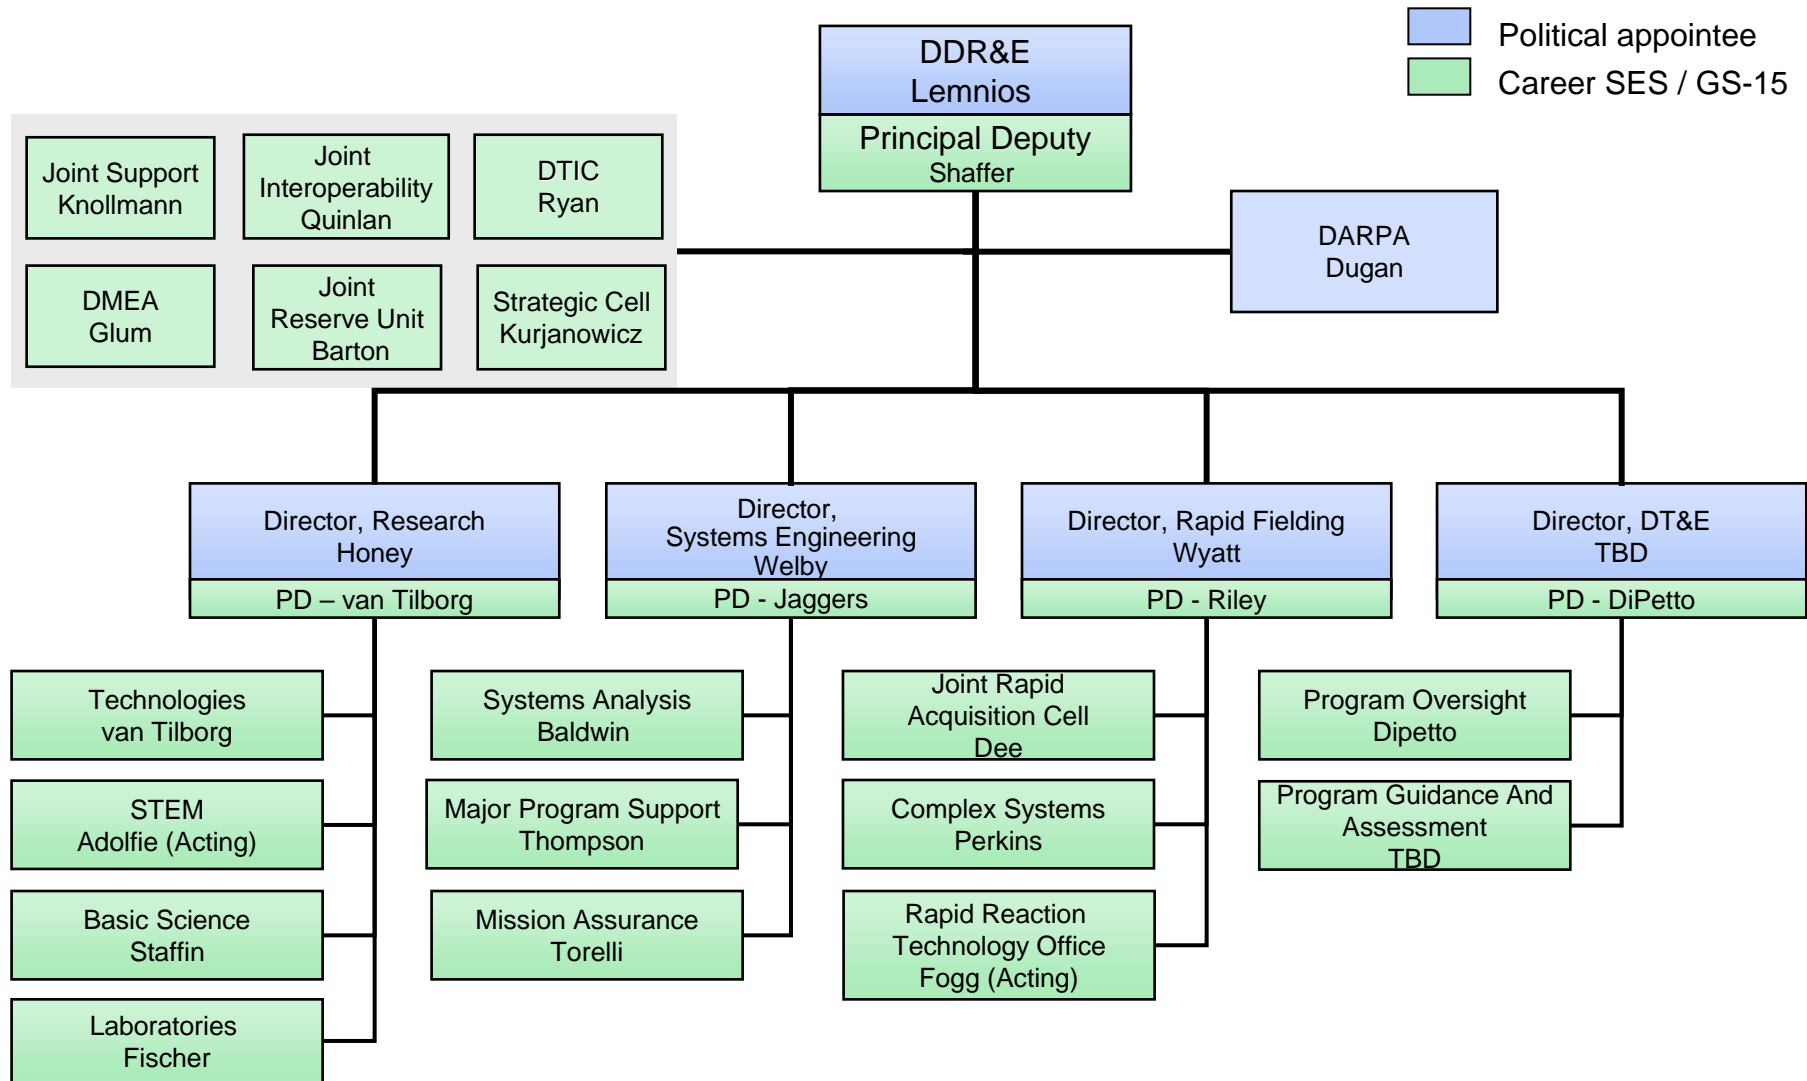 Political appointee
Career SES / GS-15
DDR&E
Lemnios
Principal Deputy
Shaffer
Joint Support
Knollmann
Joint
Interoperability
Quinlan
DTIC
Ryan
DMEA
Glum
Joint
Reserve Unit
Barton
Strategic Cell
Kurjanowicz
DARPA
Dugan
Director, Research
Honey
PD – van Tilborg
Director,
Systems Engineering
Welby
PD - Jaggers
Director, Rapid Fielding
Wyatt
PD - Riley
Director, DT&E
TBD
PD - DiPetto
Technologies
van Tilborg
STEM
Adolfie (Acting)
Basic Science
Staffin
Laboratories
Fischer
Systems Analysis
Baldwin
Major Program Support
Thompson
Mission Assurance
Torelli
Joint Rapid
Acquisition Cell
Dee
Complex Systems
Perkins
Rapid Reaction
Technology Office
Fogg (Acting)
Program Oversight
Dipetto
Program Guidance And
Assessment
TBD